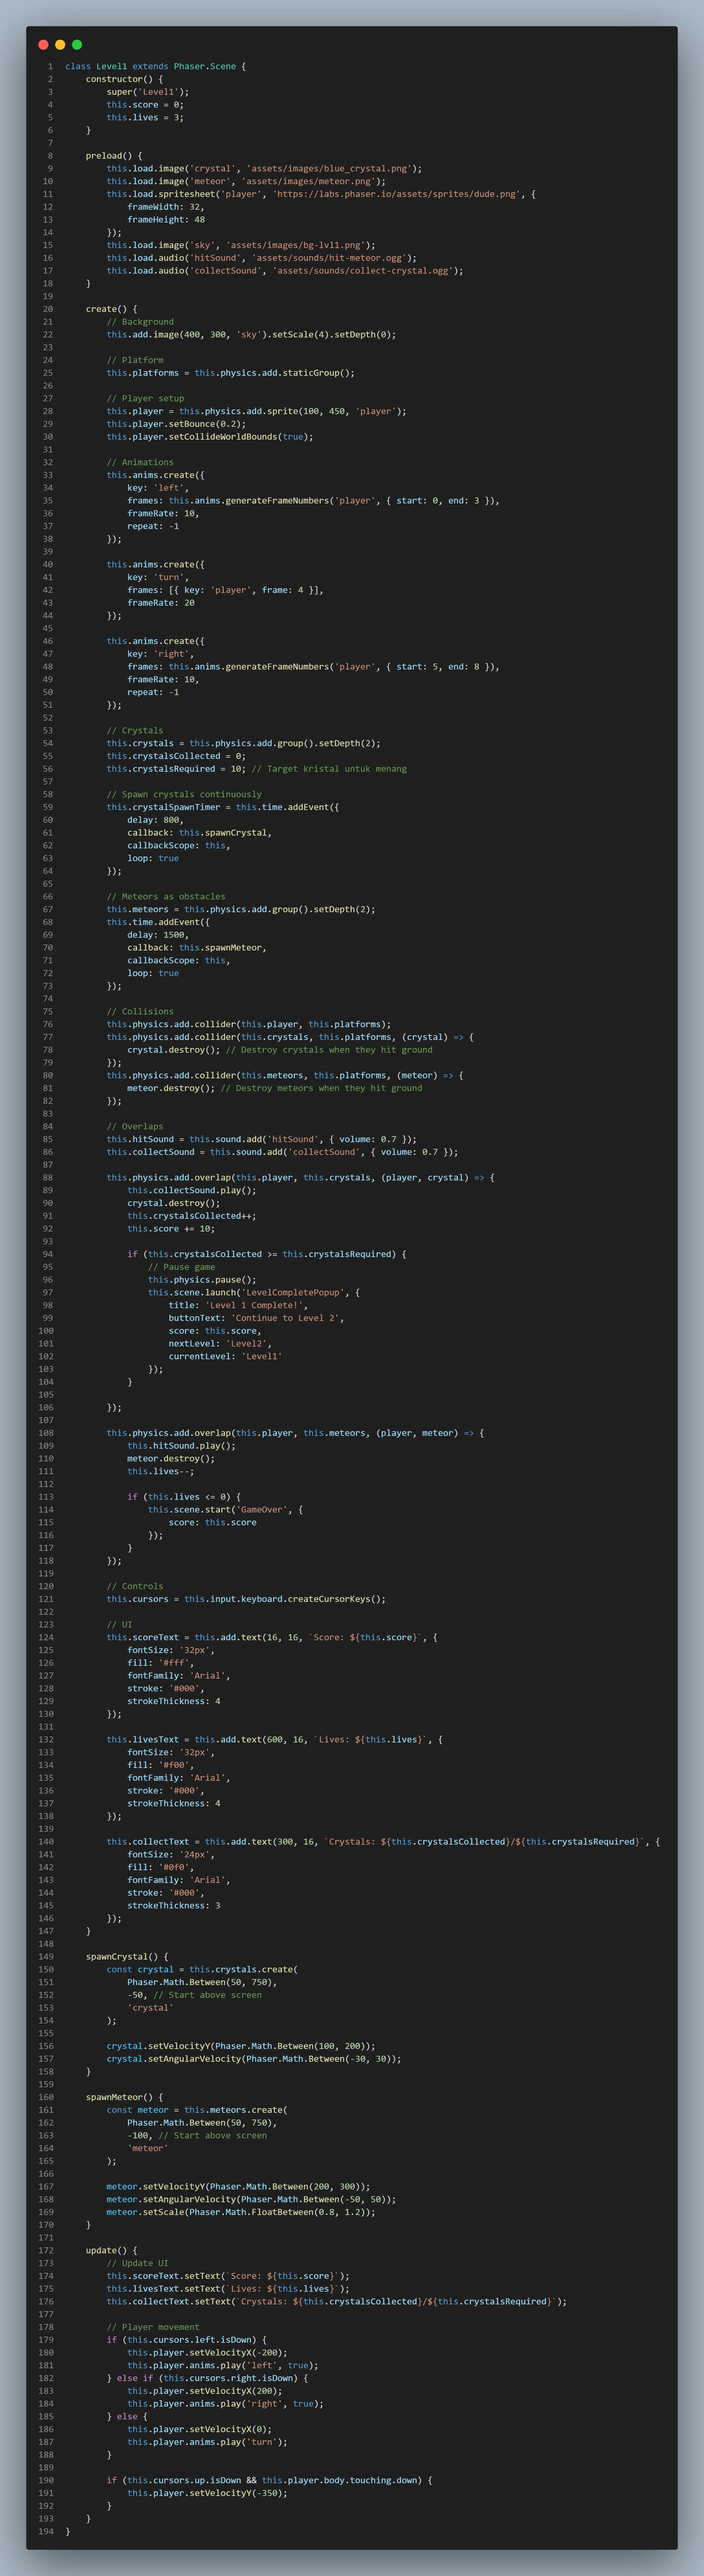 1 class Level1 extends Phaser.Scene {
2     constructor() {
3         super('Level1');
4         this.score = 0;
5         this.lives = 3;
6     }
7
8     preload() {
9         this.load.image('crystal', 'assets/images/blue_crystal.png');
10         this.load.image('meteor', 'assets/images/meteor.png');
11         this.load.spritesheet('player', 'https://labs.phaser.io/assets/sprites/dude.png', {
12             frameWidth: 32,
13             frameHeight: 48
14         });
15         this.load.image('sky', 'assets/images/bg-lvl1.png');
16         this.load.audio('hitSound', 'assets/sounds/hit-meteor.ogg');
17         this.load.audio('collectSound', 'assets/sounds/collect-crystal.ogg');
18     }
19
20     create() {
21         // Background
22         this.add.image(400, 300, 'sky').setScale(4).setDepth(0);
23
24         // Platform
25         this.platforms = this.physics.add.staticGroup();
26
27         // Player setup
28         this.player = this.physics.add.sprite(100, 450, 'player');
29         this.player.setBounce(0.2);
30         this.player.setCollideWorldBounds(true);
31
32         // Animations
33         this.anims.create({
34             key: 'left',
35             frames: this.anims.generateFrameNumbers('player', { start: 0, end: 3 }),
36             frameRate: 10,
37             repeat: -1
38         });
39
40         this.anims.create({
41             key: 'turn',
42             frames: [{ key: 'player', frame: 4 }],
43             frameRate: 20
44         });
45
46         this.anims.create({
47             key: 'right',
48             frames: this.anims.generateFrameNumbers('player', { start: 5, end: 8 }),
49             frameRate: 10,
50             repeat: -1
51         });
52
53         // Crystals
54         this.crystals = this.physics.add.group().setDepth(2);
55         this.crystalsCollected = 0;
56         this.crystalsRequired = 10; // Target kristal untuk menang
57
58         // Spawn crystals continuously
59         this.crystalSpawnTimer = this.time.addEvent({
60             delay: 800,
61             callback: this.spawnCrystal,
62             callbackScope: this,
63             loop: true
64         });
65
66         // Meteors as obstacles
67         this.meteors = this.physics.add.group().setDepth(2);
68         this.time.addEvent({
69             delay: 1500,
70             callback: this.spawnMeteor,
71             callbackScope: this,
72             loop: true
73         });
74
75         // Collisions
76         this.physics.add.collider(this.player, this.platforms);
77         this.physics.add.collider(this.crystals, this.platforms, (crystal) => {
78             crystal.destroy(); // Destroy crystals when they hit ground
79         });
80         this.physics.add.collider(this.meteors, this.platforms, (meteor) => {
81             meteor.destroy(); // Destroy meteors when they hit ground
82         });
83
84         // Overlaps
85         this.hitSound = this.sound.add('hitSound', { volume: 0.7 });
86         this.collectSound = this.sound.add('collectSound', { volume: 0.7 });
87
88         this.physics.add.overlap(this.player, this.crystals, (player, crystal) => {
89             this.collectSound.play();
90             crystal.destroy();
91             this.crystalsCollected++;
92             this.score += 10;
93
94             if (this.crystalsCollected >= this.crystalsRequired) {
95                 // Pause game
96                 this.physics.pause();
97                 this.scene.launch('LevelCompletePopup', {
98                     title: 'Level 1 Complete!',
99                     buttonText: 'Continue to Level 2',
100                     score: this.score,
101                     nextLevel: 'Level2',
102                     currentLevel: 'Level1'
103                 });
104             }
105
106         });
107
108         this.physics.add.overlap(this.player, this.meteors, (player, meteor) => {
109             this.hitSound.play();
110             meteor.destroy();
111             this.lives--;
112
113             if (this.lives <= 0) {
114                 this.scene.start('GameOver', {
115                     score: this.score
116                 });
117             }
118         });
119
120         // Controls
121         this.cursors = this.input.keyboard.createCursorKeys();
122
123         // UI
124         this.scoreText = this.add.text(16, 16, `Score: ${this.score}`, {
125             fontSize: '32px',
126             fill: '#fff',
127             fontFamily: 'Arial',
128             stroke: '#000',
129             strokeThickness: 4
130         });
131
132         this.livesText = this.add.text(600, 16, `Lives: ${this.lives}`, {
133             fontSize: '32px',
134             fill: '#f00',
135             fontFamily: 'Arial',
136             stroke: '#000',
137             strokeThickness: 4
138         });
139
140         this.collectText = this.add.text(300, 16, `Crystals: ${this.crystalsCollected}/${this.crystalsRequired}`, {
141             fontSize: '24px',
142             fill: '#0f0',
143             fontFamily: 'Arial',
144             stroke: '#000',
145             strokeThickness: 3
146         });
147     }
148
149     spawnCrystal() {
150         const crystal = this.crystals.create(
151             Phaser.Math.Between(50, 750),
152             -50, // Start above screen
153             'crystal'
154         );
155
156         crystal.setVelocityY(Phaser.Math.Between(100, 200));
157         crystal.setAngularVelocity(Phaser.Math.Between(-30, 30));
158     }
159
160     spawnMeteor() {
161         const meteor = this.meteors.create(
162             Phaser.Math.Between(50, 750),
163             -100, // Start above screen
164             'meteor'
165         );
166
167         meteor.setVelocityY(Phaser.Math.Between(200, 300));
168         meteor.setAngularVelocity(Phaser.Math.Between(-50, 50));
169         meteor.setScale(Phaser.Math.FloatBetween(0.8, 1.2));
170     }
171
172     update() {
173         // Update UI
174         this.scoreText.setText(`Score: ${this.score}`);
175         this.livesText.setText(`Lives: ${this.lives}`);
176         this.collectText.setText(`Crystals: ${this.crystalsCollected}/${this.crystalsRequired}`);
177
178         // Player movement
179         if (this.cursors.left.isDown) {
180             this.player.setVelocityX(-200);
181             this.player.anims.play('left', true);
182         } else if (this.cursors.right.isDown) {
183             this.player.setVelocityX(200);
184             this.player.anims.play('right', true);
185         } else {
186             this.player.setVelocityX(0);
187             this.player.anims.play('turn');
188         }
189
190         if (this.cursors.up.isDown && this.player.body.touching.down) {
191             this.player.setVelocityY(-350);
192         }
193     }
194 }